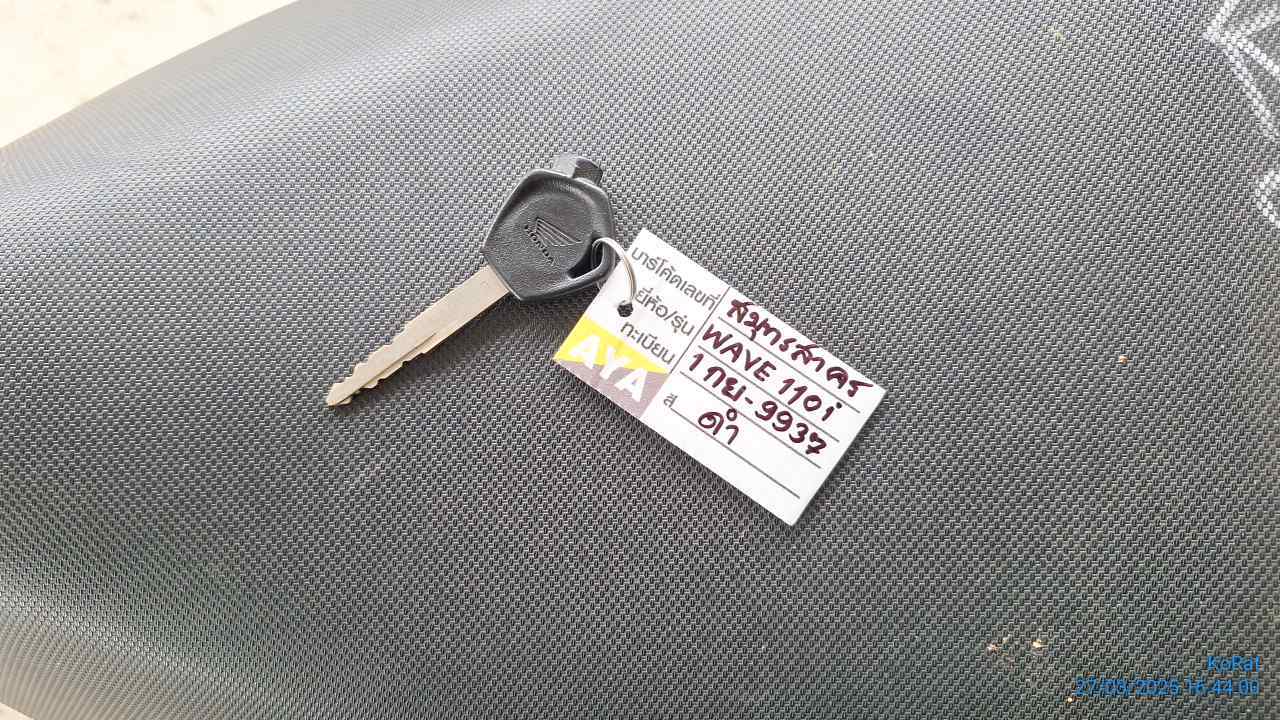 HONDA
บาร์โค้ดเลขที่ สมุทรสาคร
ยี่ห้อ/รุ่น WAVE 110i
ทะเบียน 1 กย-9937
AYA
สี ดำ
KoRat
27/08/2025 16:44:00